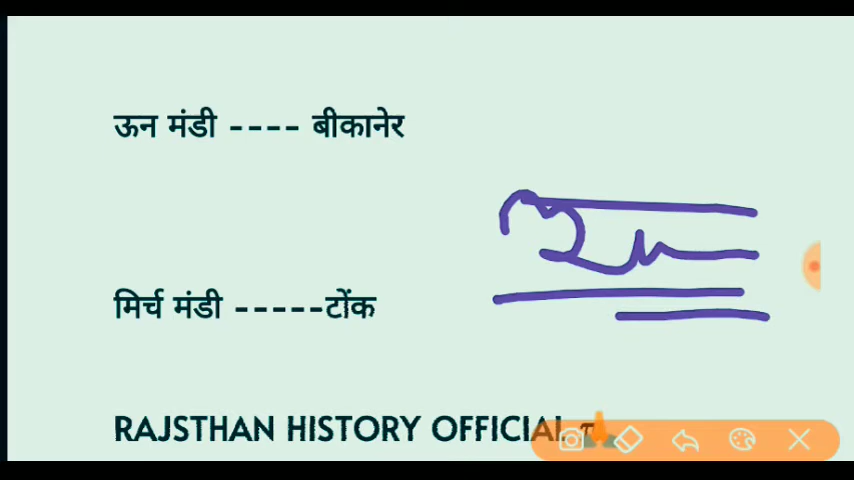 ऊन मंडी ---- बीकानेर
मिर्च मंडी -----टोंक
RAJSTHAN HISTORY OFFICIAL